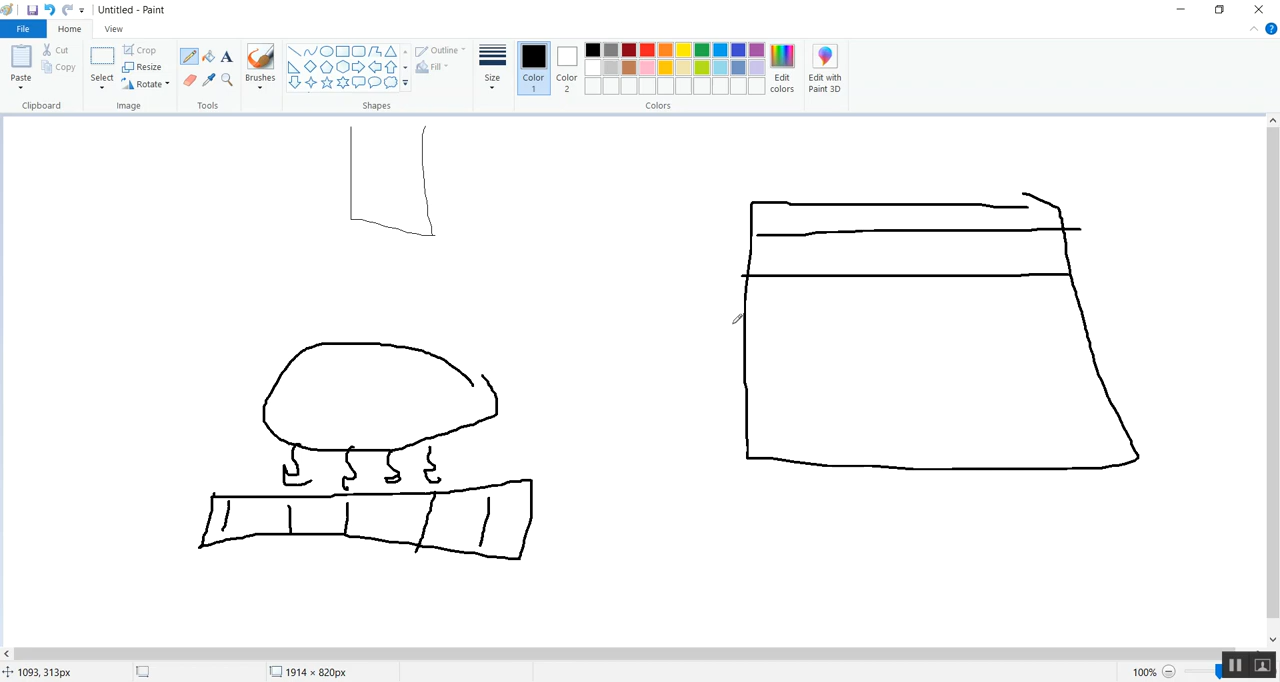 Untitled - Paint
File
Home
View
Paste
Cut
Copy
Clipboard
Select
Crop
Resize
Rotate
Image
A
Tools
Brushes
Outline
Fill
Shapes
Size
Color
1
Color
2
Edit
colors
Colors
Edit with
Paint 3D
1093, 313px
1914 × 820px
100%